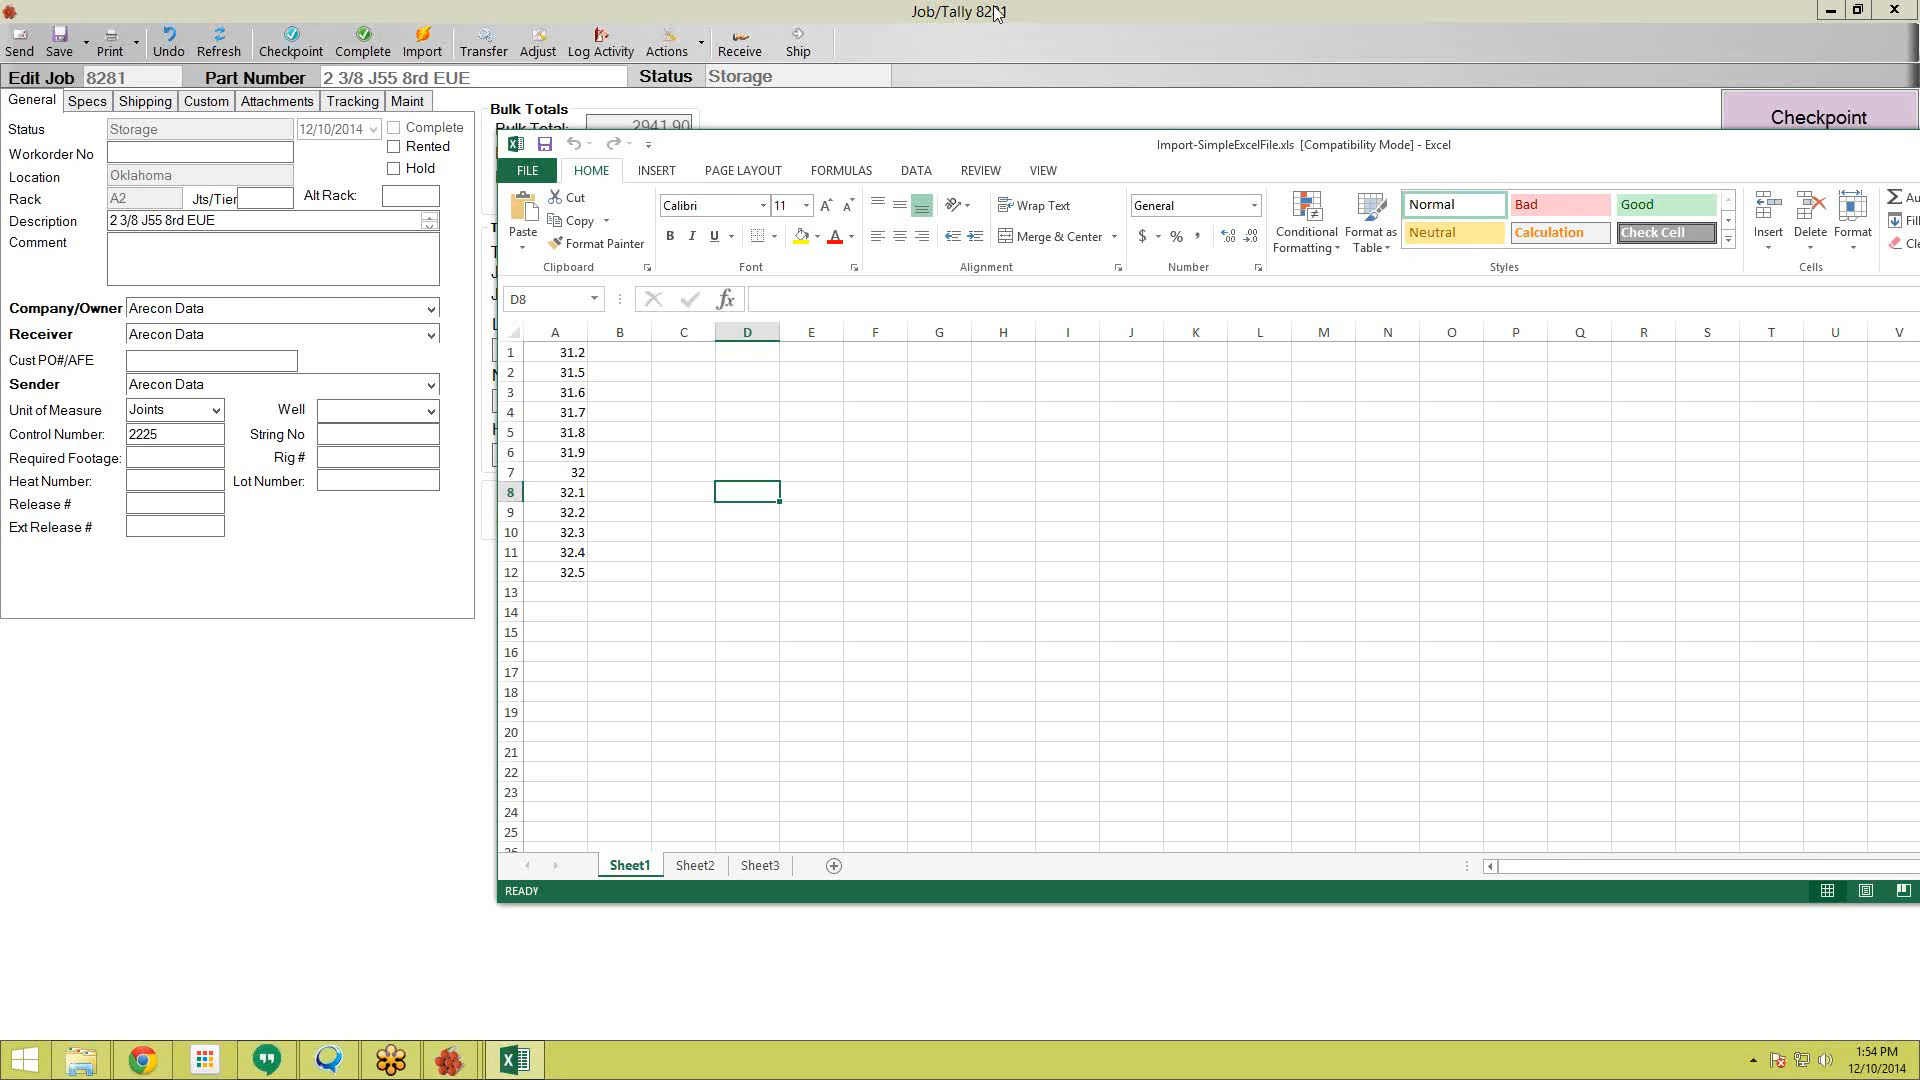 Job/Tally 8281
Send Save Print Undo Refresh Checkpoint Complete Import Transfer Adjust Log Activity Actions Receive Ship
Edit Job 8281 Part Number 2 3/8 J55 8rd EUE Status Storage
General Specs Shipping Custom Attachments Tracking Maint
Bulk Totals
Bulk Total: 2941.90
Checkpoint
Status Storage 12/10/2014 Complete
Workorder No Rented
Location Oklahoma Hold
Rack A2 Jts/Tier Alt Rack:
Description 2 3/8 J55 8rd EUE
Comment
Company/Owner Arecon Data
Receiver Arecon Data
Cust PO#/AFE
Sender Arecon Data
Unit of Measure Joints Well
Control Number: 2225 String No
Required Footage: Rig #
Heat Number: Lot Number:
Release #
Ext Release #
Import-SimpleExcelFile.xls [Compatibility Mode] - Excel
FILE HOME INSERT PAGE LAYOUT FORMULAS DATA REVIEW VIEW
Paste Cut Copy Format Painter
Calibri 11
B I U
Wrap Text
Merge & Center
General
$ % ,
Conditional Formatting Format as Table
Normal Bad Good
Neutral Calculation Check Cell
Insert Delete Format
Clipboard Font Alignment Number Styles Cells
D8 fx
A B C D E F G H I J K L M N O P Q R S T U V
1 31.2
2 31.5
3 31.6
4 31.7
5 31.8
6 31.9
7 32
8 32.1
9 32.2
10 32.3
11 32.4
12 32.5
13
14
15
16
17
18
19
20
21
22
23
24
25
26
Sheet1 Sheet2 Sheet3
READY
1:54 PM
12/10/2014